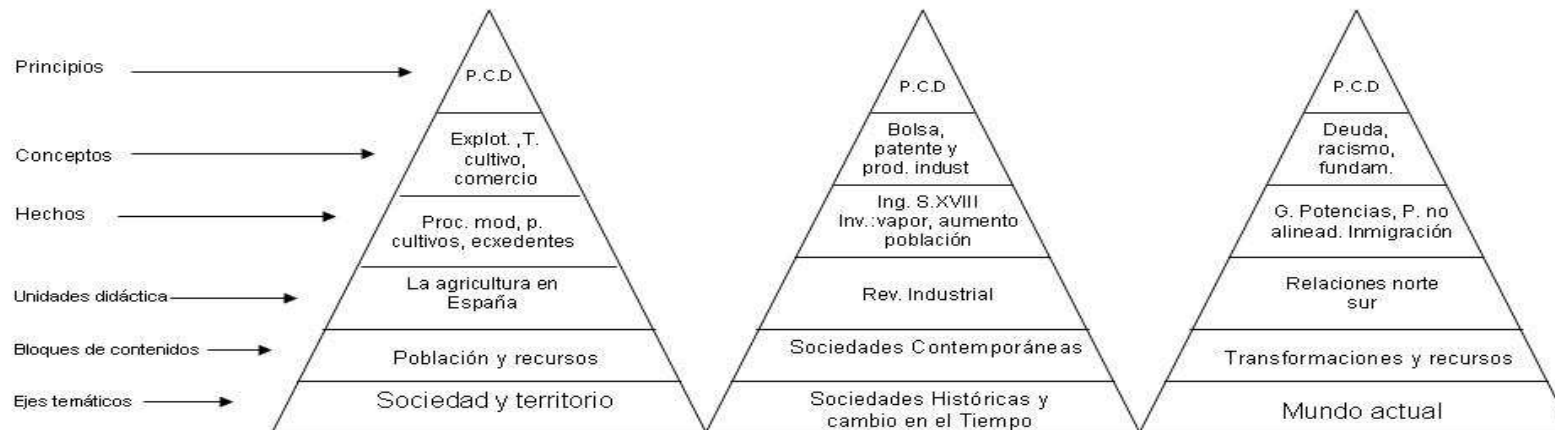 Principios
Conceptos
Hechos
Unidades didáctica
Bloques de contenidos
Ejes temáticos
P.C.D
Explot. ,T.
cultivo,
comercio
Proc. mod, p.
cultivos, ecxedentes
La agricultura en
España
Población y recursos
Sociedad y territorio
P.C.D
Bolsa,
patente y
prod. indust
Ing. S.XVIII
Inv.:vapor, aumento
población
Rev. Industrial
Sociedades Contemporáneas
Sociedades Históricas y
cambio en el Tiempo
P.C.D
Deuda,
racismo,
fundam.
G. Potencias, P. no
alinead. Inmigración
Relaciones norte
sur
Transformaciones y recursos
Mundo actual